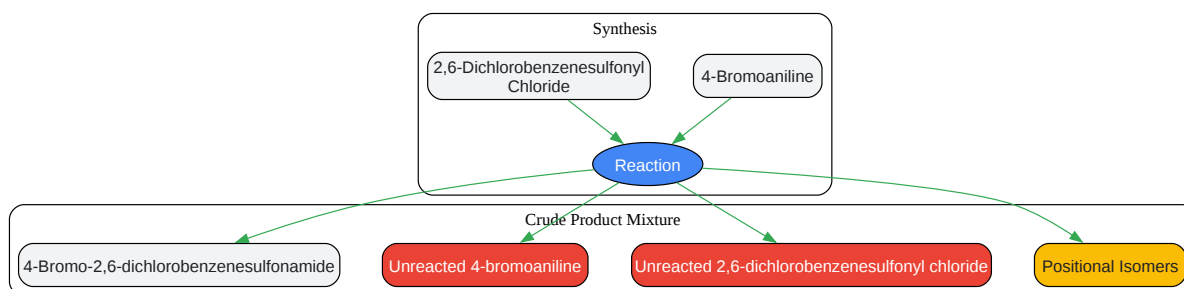 Synthesis
2,6-Dichlorobenzenesulfonyl
Chloride
4-Bromoaniline
Reaction
Crude Product Mixture
4-Bromo-2,6-dichlorobenzenesulfonamide
Unreacted 4-bromoaniline
Unreacted 2,6-dichlorobenzenesulfonyl chloride
Positional Isomers